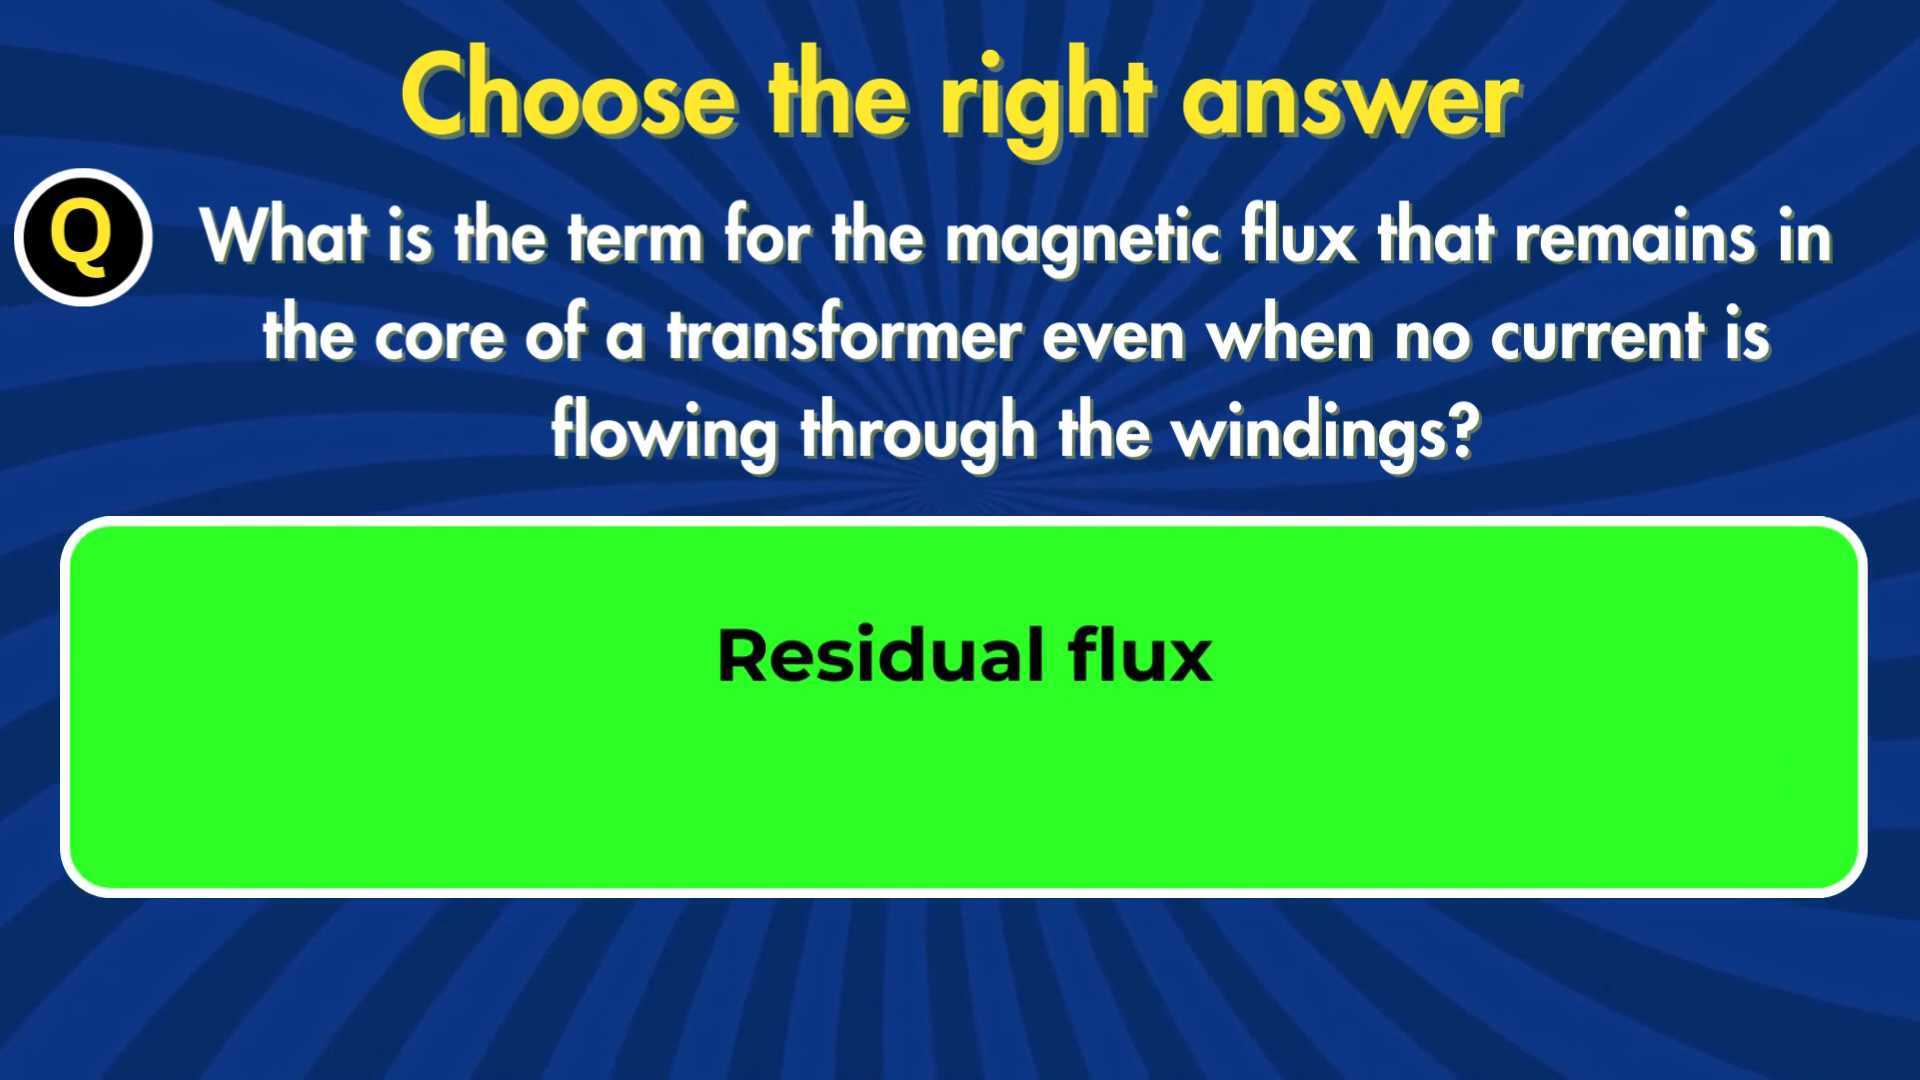 Choose the right answer
Q
What is the term for the magnetic flux that remains in
the core of a transformer even when no current is
flowing through the windings?
Residual flux